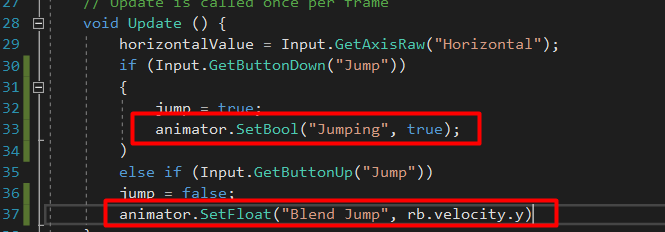 27 // Update is called once per frame
28 void Update () {
29 horizontalValue = Input.GetAxisRaw("Horizontal");
30 if (Input.GetButtonDown("Jump"))
31 {
32 jump = true;
33 animator.SetBool("Jumping", true);
34 }
35 else if (Input.GetButtonUp("Jump"))
36 jump = false;
37 animator.SetFloat("Blend Jump", rb.velocity.y)